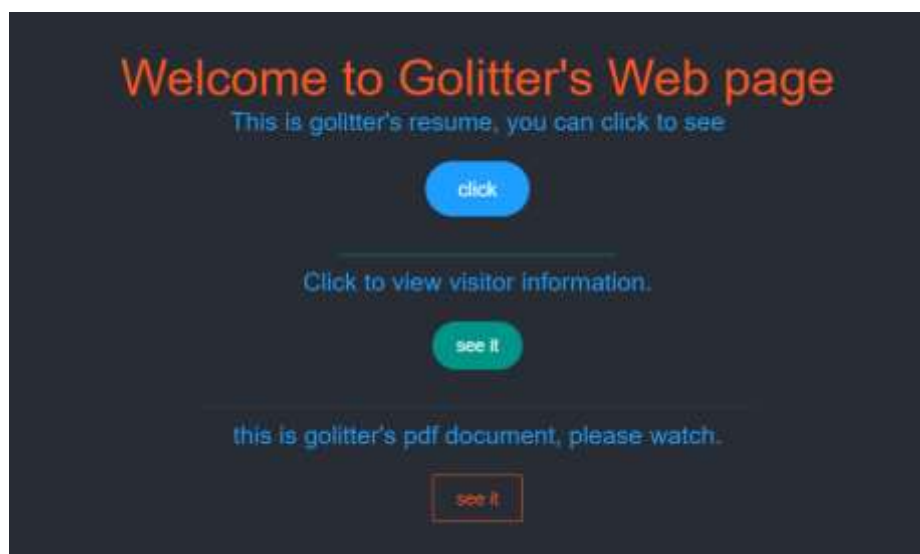 Welcome to Golitter's Web page
This is golitter's resume, you can click to see
click
Click to view visitor information.
see it
this is golitter's pdf document, please watch.
see it